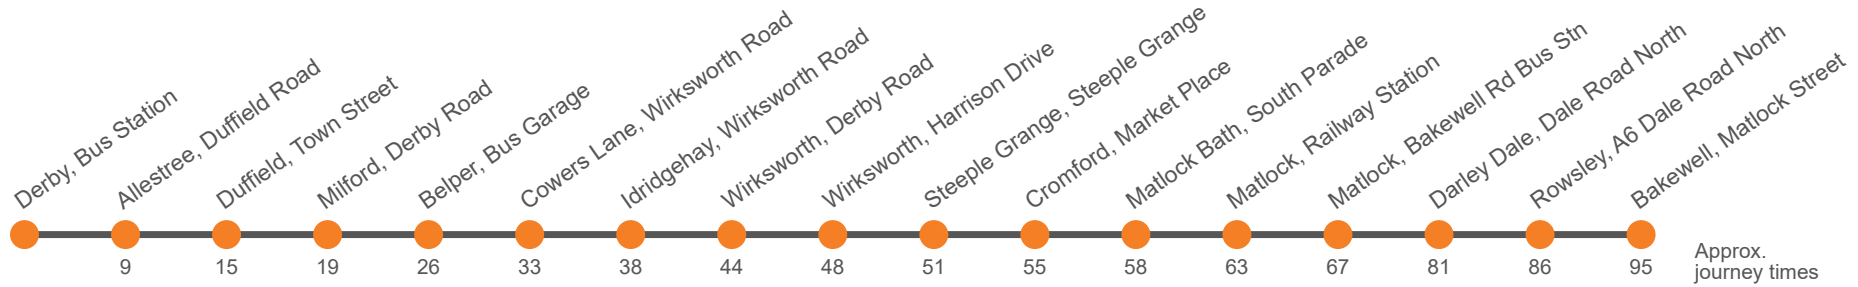 Derby, Bus Station
Allestree, Duffield Road
Duffield, Town Street
Milford, Derby Road
Belper, Bus Garage
Cowers Lane, Wirksworth Road
Idridgehay, Wirksworth Road
Wirksworth, Derby Road
Wirksworth, Harrison Drive
Steeple Grange, Steeple Grange
Cromford, Market Place
Matlock Bath, South Parade
Matlock, Railway Station
Matlock, Bakewell Rd Bus Stn
Darley Dale, Dale Road North
Rowsley, A6 Dale Road North
Bakewell, Matlock Street
9 15 19 26 33 38 44 48 51 55 58 63 67 81 86 95
Approx.
journey times